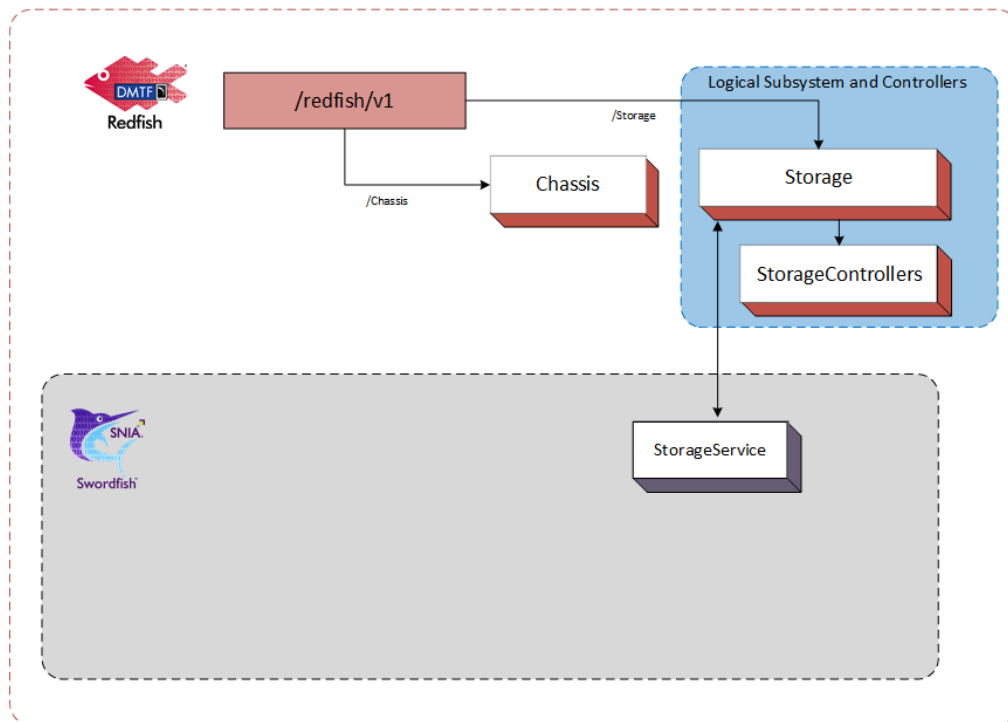 DMTF
Redfish
/redfish/v1
Logical Subsystem and Controllers
/Storage
Storage
Chassis
/Chassis
StorageControllers
SNIA
Swordfish
StorageService